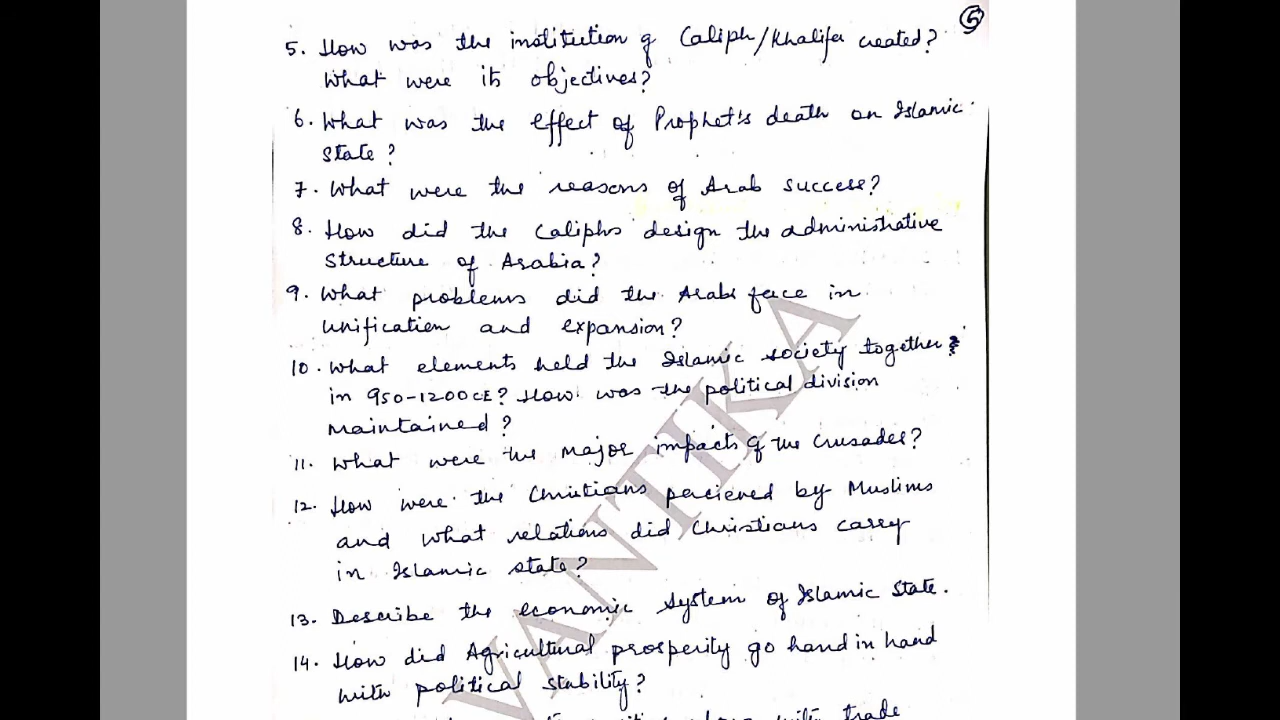 5
5. How was the institution of Caliph/Khalifa created?
What were its objectives?
6. What was the effect of Prophet's death on Islamic
state?
7. What were the reasons of Arab success?
8. How did the Caliphs design the administrative
structure of Arabia?
9. What problems did the Arabs face in
unification and expansion?
10. What elements held the Islamic society together
in 950-1200CE? How was the political division
maintained?
11. What were the major impacts of the Crusades?
12. How were the Christians percieved by Muslims
and what relations did Christians carry
in Islamic state?
13. Describe the economic system of Islamic state.
14. How did Agricultural prosperity go hand in hand
with political stability?
with trade
VANTIKA